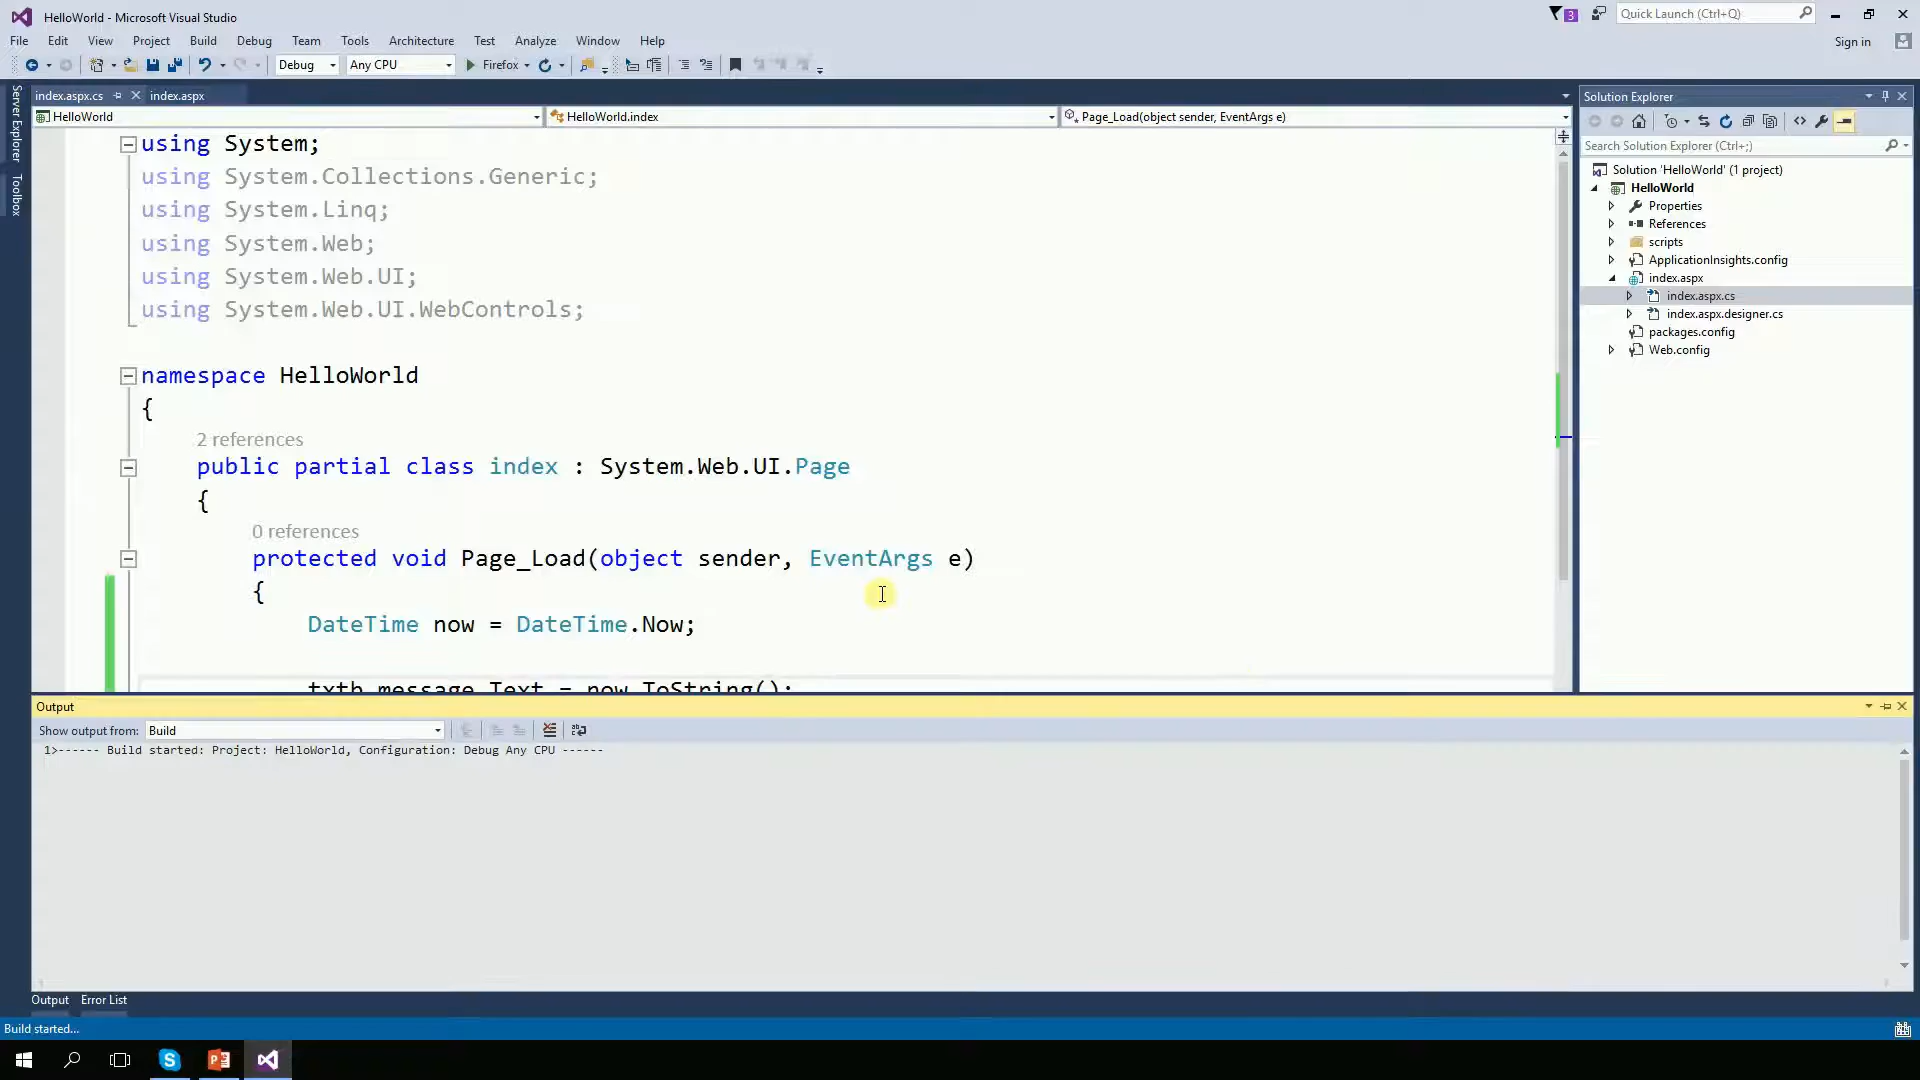 HelloWorld - Microsoft Visual Studio
3
Quick Launch (Ctrl+Q)
File Edit View Project Build Debug Team Tools Architecture Test Analyze Window Help
Sign in
Debug Any CPU Firefox
Server Explorer
Toolbox
index.aspx.cs index.aspx
HelloWorld HelloWorld.index Page_Load(object sender, EventArgs e)
using System;
using System.Collections.Generic;
using System.Linq;
using System.Web;
using System.Web.UI;
using System.Web.UI.WebControls;
namespace HelloWorld
{
2 references
public partial class index : System.Web.UI.Page
{
0 references
protected void Page_Load(object sender, EventArgs e)
{
DateTime now = DateTime.Now;
txtb_message.Text = now.ToString();
Solution Explorer
Search Solution Explorer (Ctrl+;)
Solution 'HelloWorld' (1 project)
HelloWorld
Properties
References
scripts
ApplicationInsights.config
index.aspx
index.aspx.cs
index.aspx.designer.cs
packages.config
Web.config
Output
Show output from: Build
1>------ Build started: Project: HelloWorld, Configuration: Debug Any CPU ------
Output Error List
Build started...